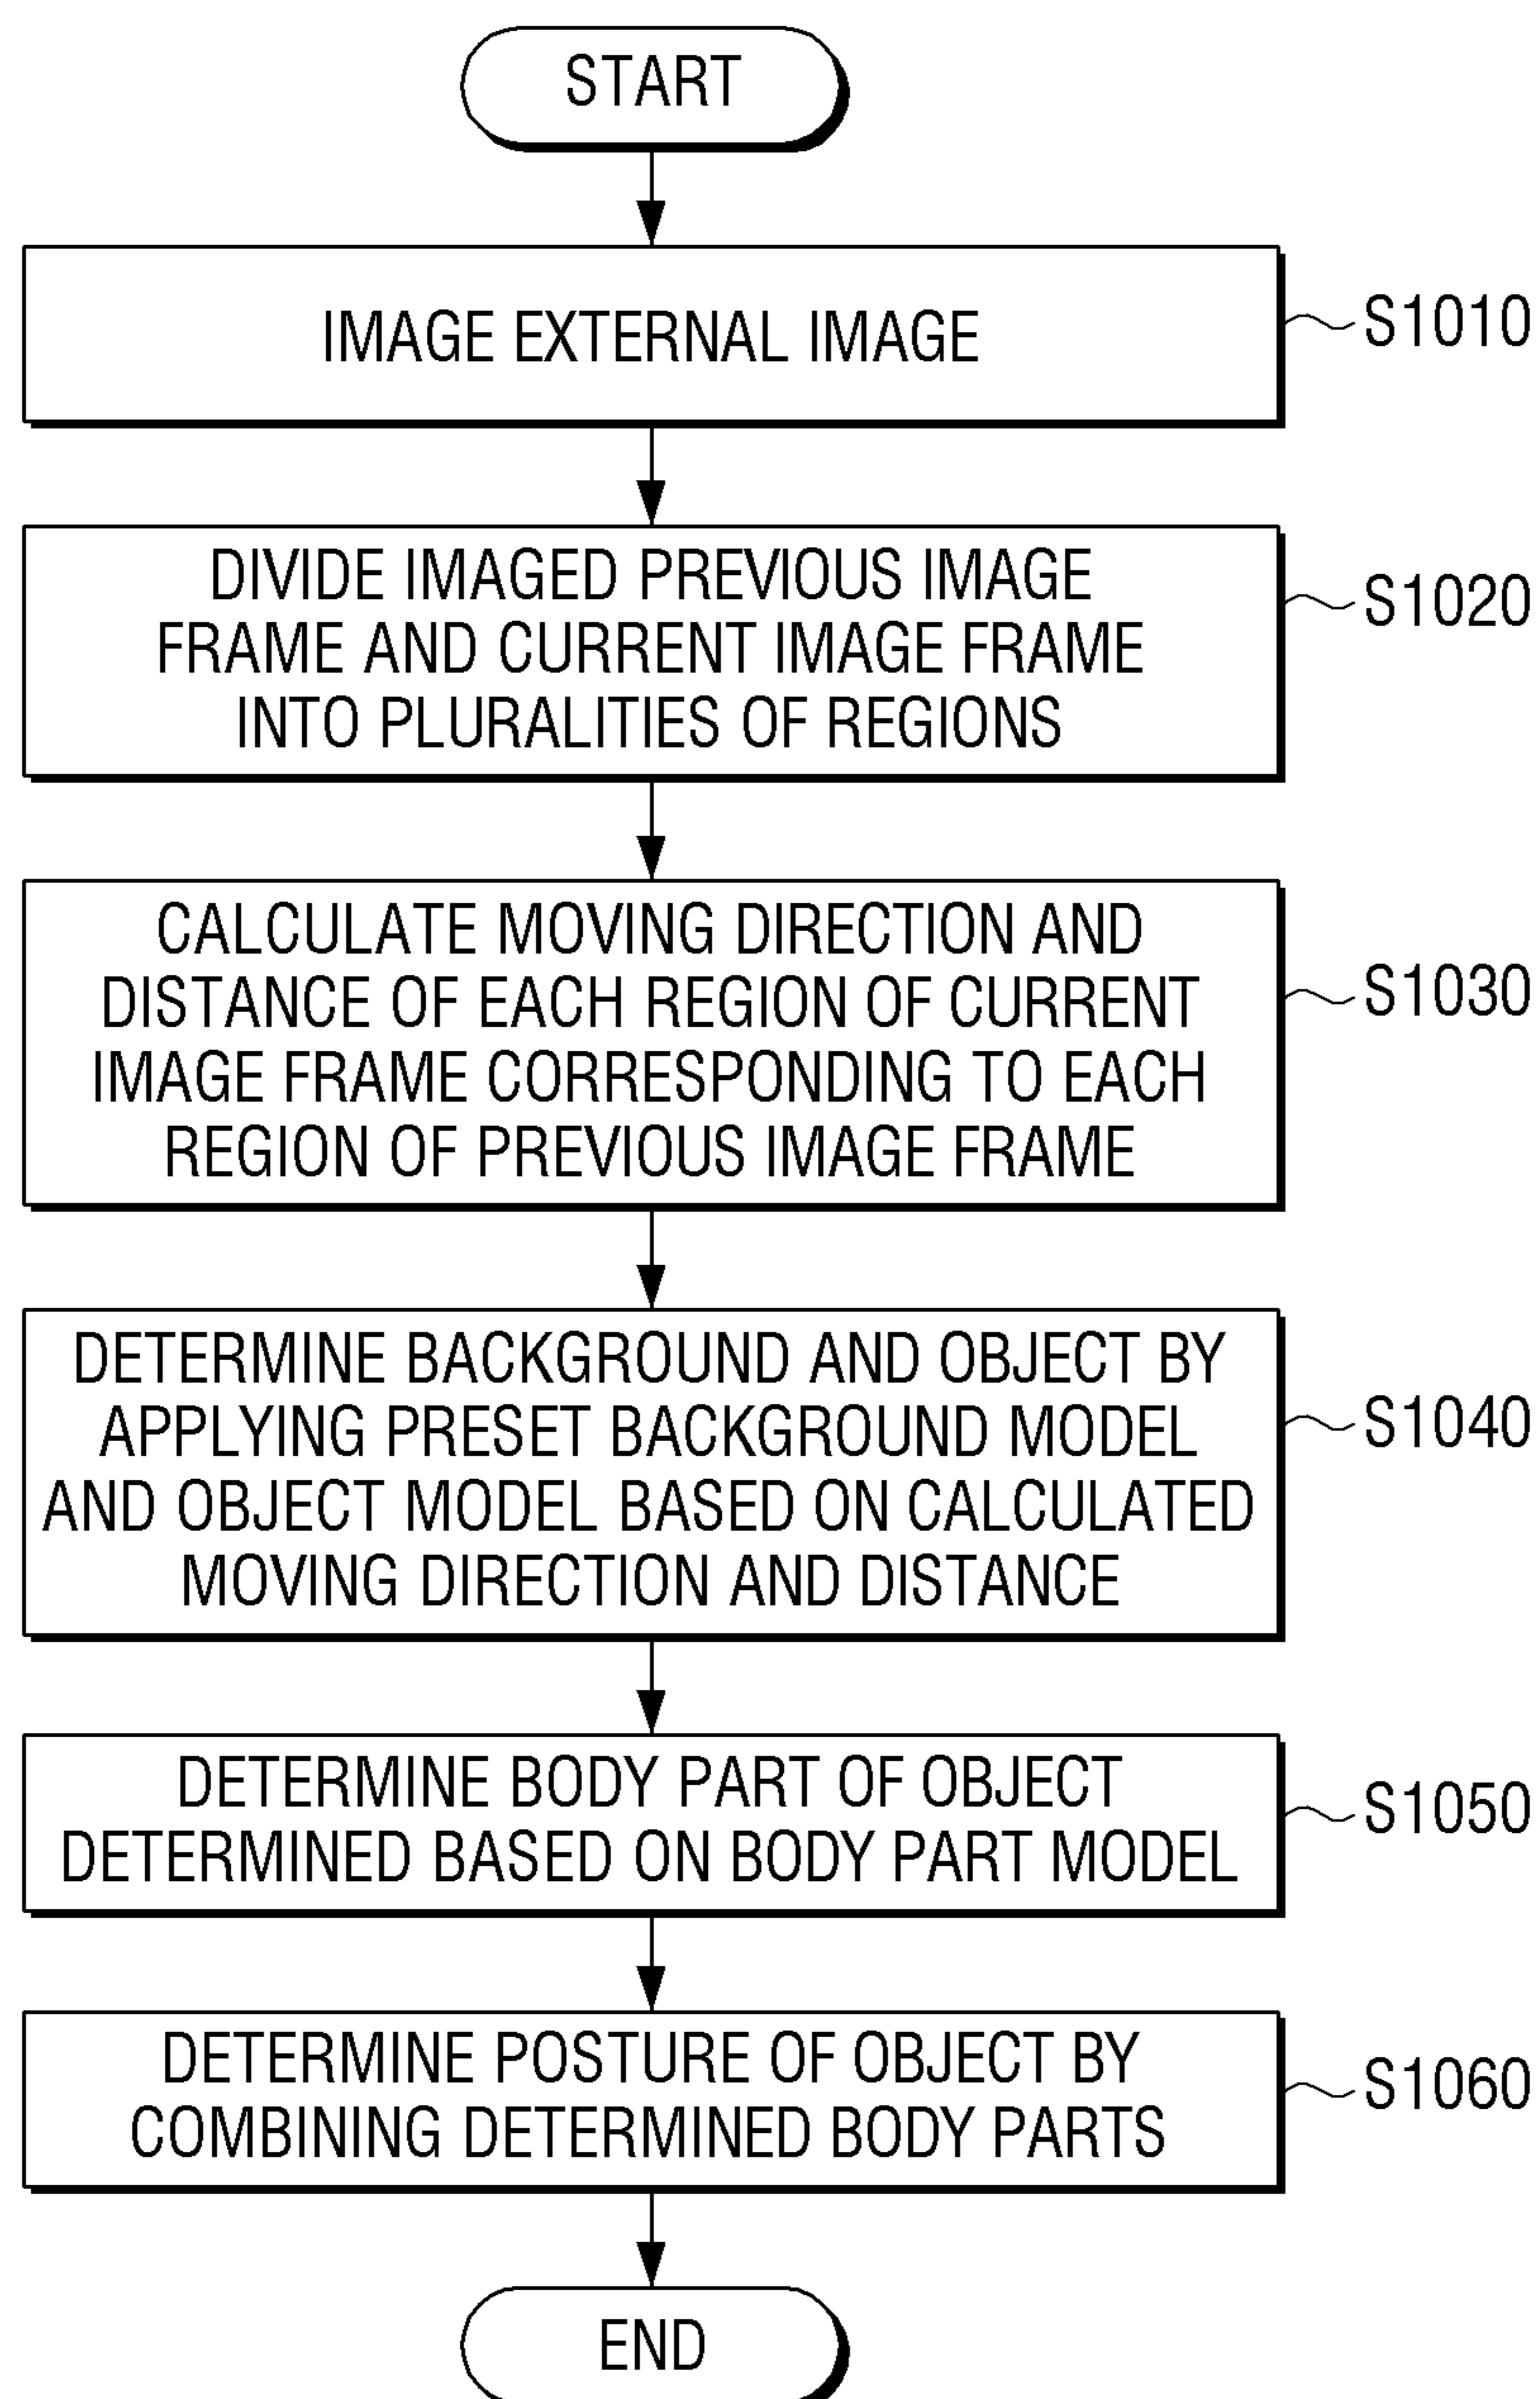 START
IMAGE EXTERNAL IMAGE
S1010
DIVIDE IMAGED PREVIOUS IMAGE
FRAME AND CURRENT IMAGE FRAME
INTO PLURALITIES OF REGIONS
S1020
CALCULATE MOVING DIRECTION AND
DISTANCE OF EACH REGION OF CURRENT
IMAGE FRAME CORRESPONDING TO EACH
REGION OF PREVIOUS IMAGE FRAME
S1030
DETERMINE BACKGROUND AND OBJECT BY
APPLYING PRESET BACKGROUND MODEL
AND OBJECT MODEL BASED ON CALCULATED
MOVING DIRECTION AND DISTANCE
S1040
DETERMINE BODY PART OF OBJECT
DETERMINED BASED ON BODY PART MODEL
S1050
DETERMINE POSTURE OF OBJECT BY
COMBINING DETERMINED BODY PARTS
S1060
END